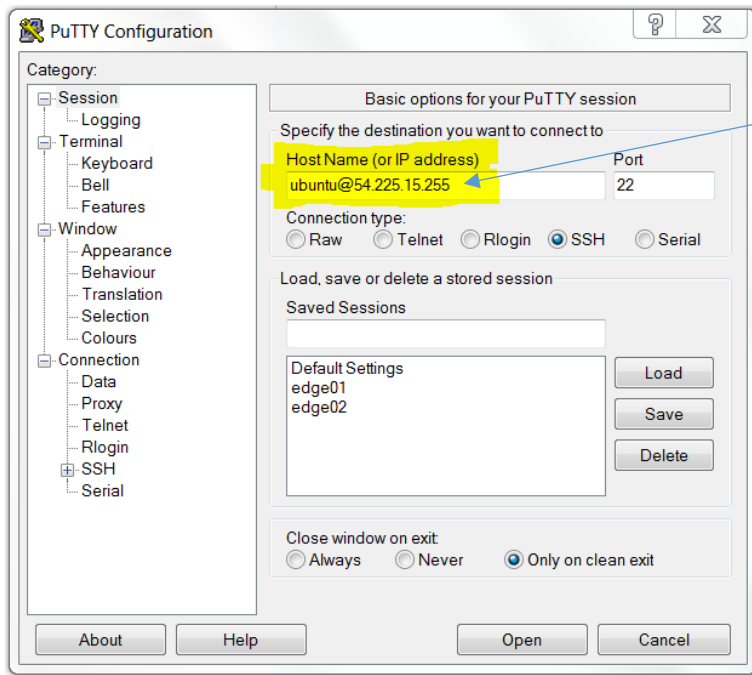 PuTTY Configuration
Category:
Session
Logging
Terminal
Keyboard
Bell
Features
Window
Appearance
Behaviour
Translation
Selection
Colours
Connection
Data
Proxy
Telnet
Rlogin
SSH
Serial
Basic options for your PuTTY session
Specify the destination you want to connect to
Host Name (or IP address) Port
ubuntu@54.225.15.255 22
Connection type:
Raw Telnet Rlogin SSH Serial
Load, save or delete a stored session
Saved Sessions
Default Settings
edge01
edge02
Load
Save
Delete
Close window on exit:
Always Never Only on clean exit
About Help Open Cancel